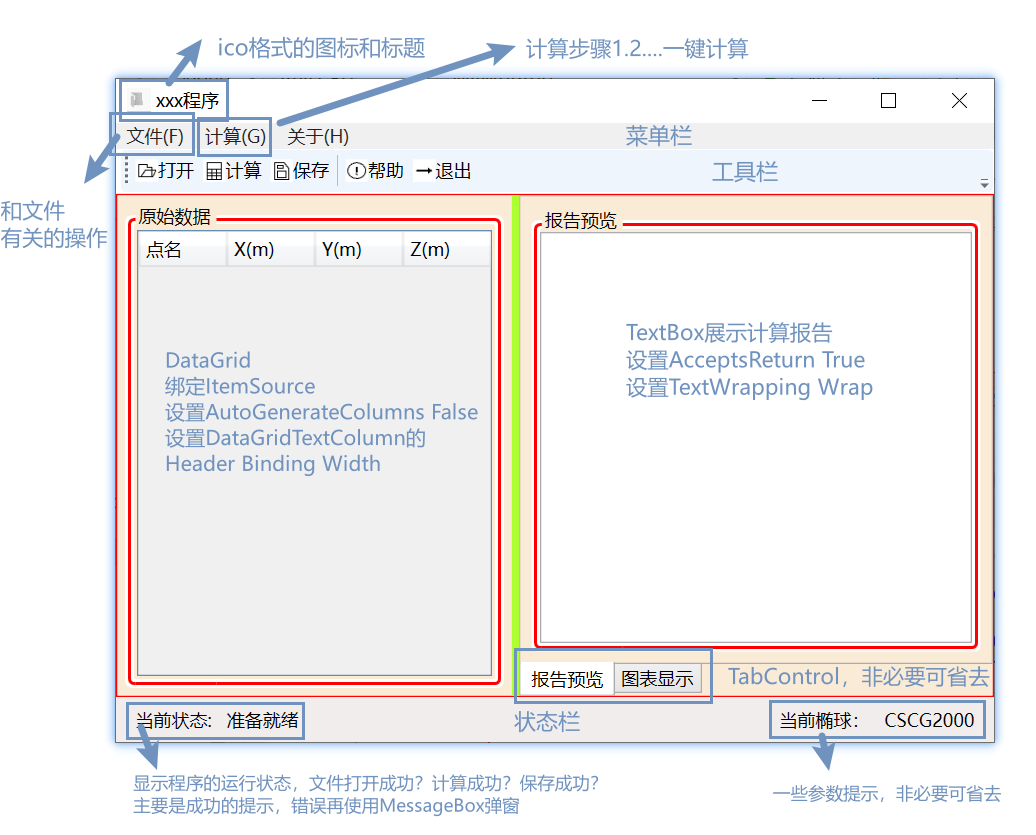 ico格式的图标和标题
计算步骤1.2....一键计算
xxx程序
文件(F) 计算(G) 关于(H)
菜单栏
打开 计算 保存 帮助 退出
工具栏
和文件
有关的操作
原始数据
点名 X(m) Y(m) Z(m)
DataGrid
绑定ItemSource
设置AutoGenerateColumns False
设置DataGridTextColumn的
Header Binding Width
报告预览
TextBox展示计算报告
设置AcceptsReturn True
设置TextWrapping Wrap
报告预览 图表显示
TabControl，非必要可省去
当前状态: 准备就绪
状态栏
当前椭球： CSCG2000
显示程序的运行状态，文件打开成功？计算成功？保存成功？
主要是成功的提示，错误再使用MessageBox弹窗
一些参数提示，非必要可省去